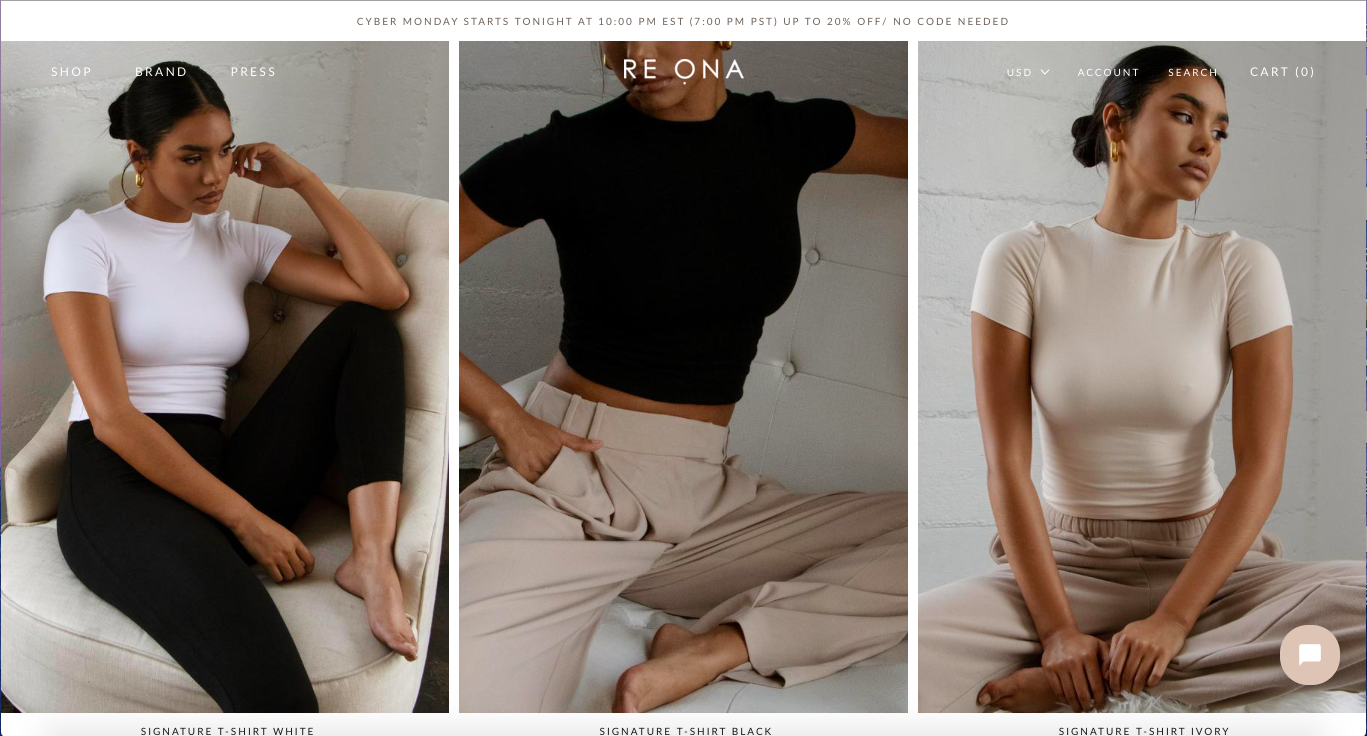 CYBER MONDAY STARTS TONIGHT AT 10:00 PM EST (7:00 PM PST) UP TO 20% OFF/ NO CODE NEEDED
SHOP BRAND PRESS
RE ONA
USD ACCOUNT SEARCH CART (0)
SIGNATURE T-SHIRT WHITE
SIGNATURE T-SHIRT BLACK
SIGNATURE T-SHIRT IVORY